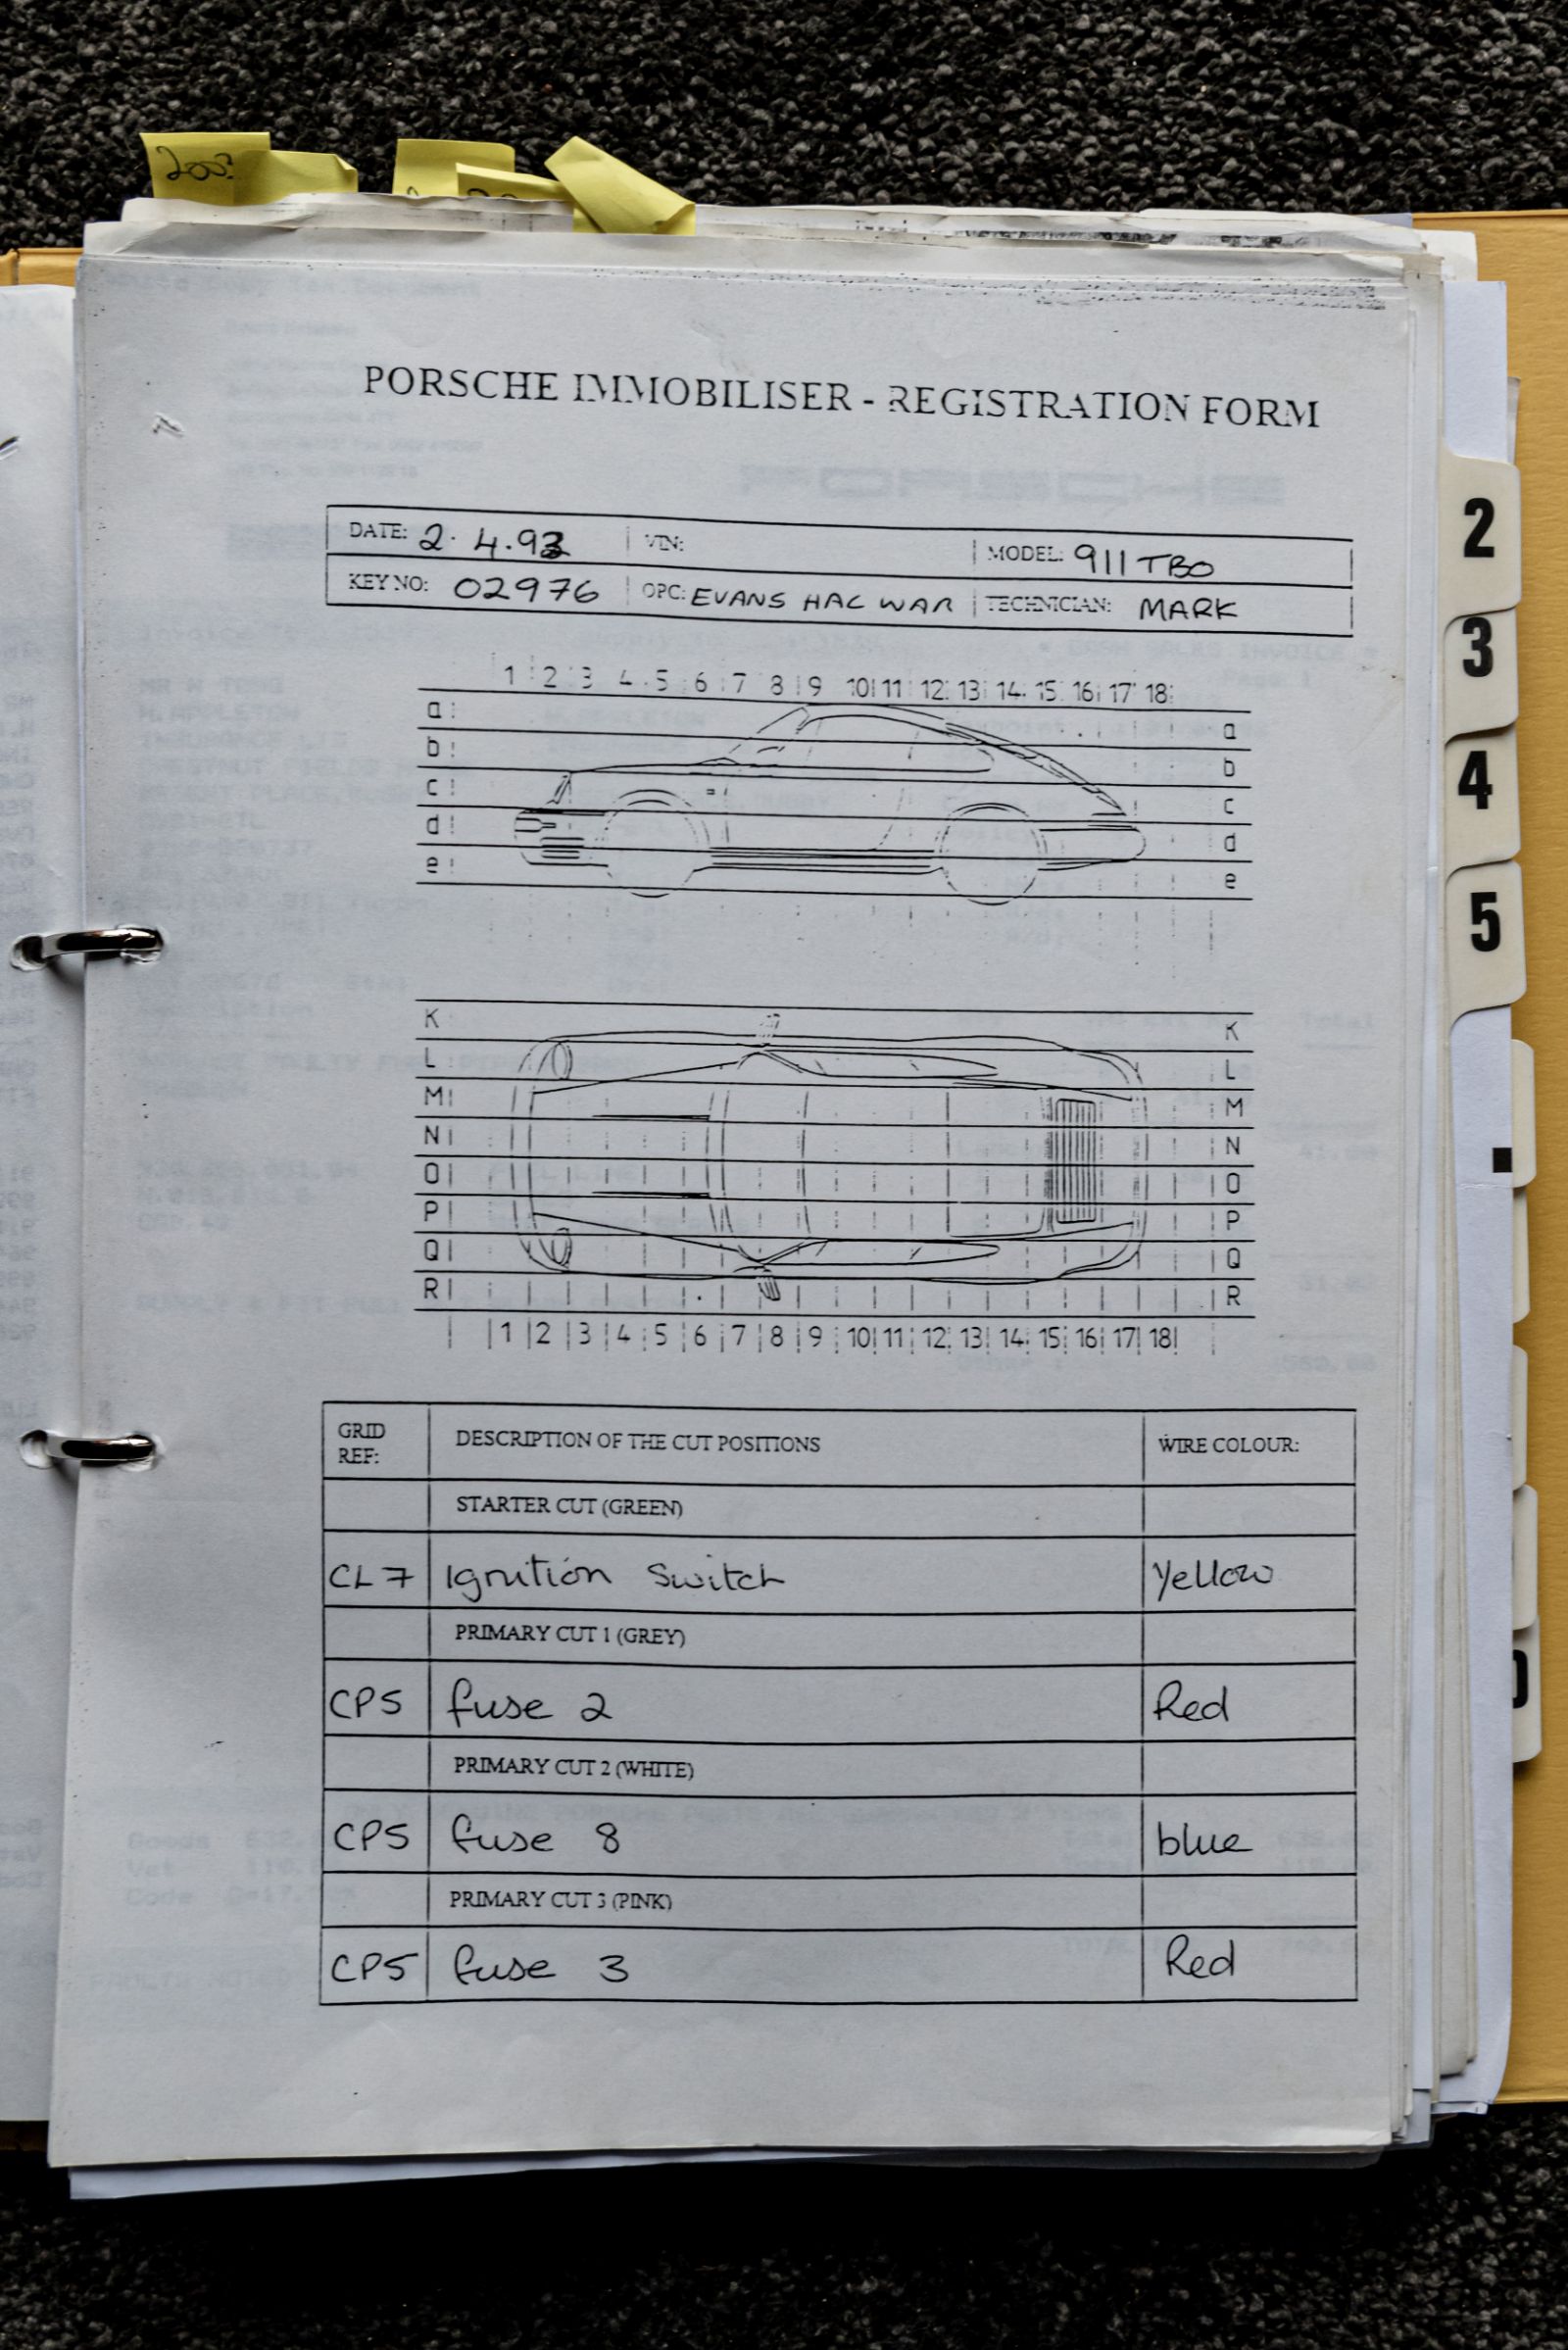 PORSCHE IMMOBILISER - REGISTRATION FORM
DATE: 2.4.93 VIN: MODEL: 911 TBO
KEY NO: 02976 OPC: EVANS HAC WAR TECHNICIAN: MARK
1 2 3 4 5 6 7 8 9 10 11 12 13 14 15 16 17 18
a a
b b
c c
d d
e e
K K
L L
M M
N N
O O
P P
Q Q
R R
1 2 3 4 5 6 7 8 9 10 11 12 13 14 15 16 17 18
GRID REF: DESCRIPTION OF THE CUT POSITIONS WIRE COLOUR:
STARTER CUT (GREEN)
CL7 Ignition Switch Yellow
PRIMARY CUT 1 (GREY)
CP5 fuse 2 Red
PRIMARY CUT 2 (WHITE)
CP5 fuse 8 blue
PRIMARY CUT 3 (PINK)
CP5 fuse 3 Red
2
3
4
5